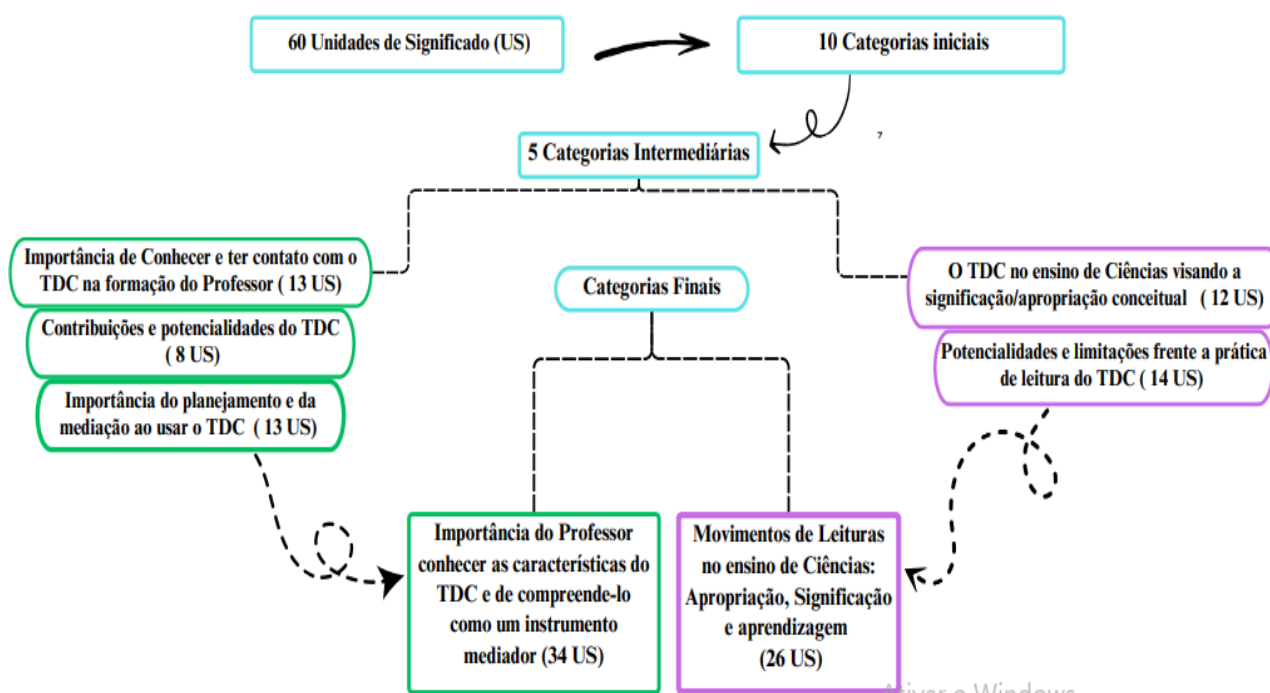 60 Unidades de Significado (US)
10 Categorias iniciais
?
5 Categorias Intermediárias
Importância de Conhecer e ter contato com o
TDC na formação do Professor ( 13 US)
Contribuições e potencialidades do TDC
( 8 US)
Importância do planejamento e da
mediação ao usar o TDC ( 13 US)
O TDC no ensino de Ciências visando a
significação/apropriação conceitual ( 12 US)
Potencialidades e limitações frente a prática
de leitura do TDC ( 14 US)
Categorias Finais
Importância do Professor
conhecer as características do
TDC e de compreende-lo
como um instrumento
mediador (34 US)
Movimentos de Leituras
no ensino de Ciências:
Apropriação, Significação
e aprendizagem
(26 US)
Ativar o Windows